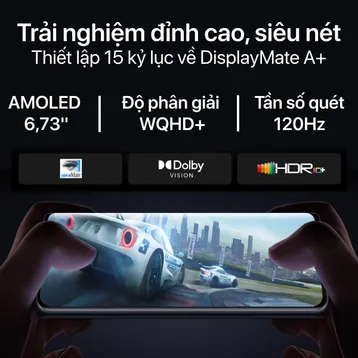 Trải nghiệm đỉnh cao, siêu nét
Thiết lập 15 kỷ lục về DisplayMate A+
AMOLED
6,73"
Độ phân giải
WQHD+
Tần số quét
120Hz
Dolby
VISION
HDR10+